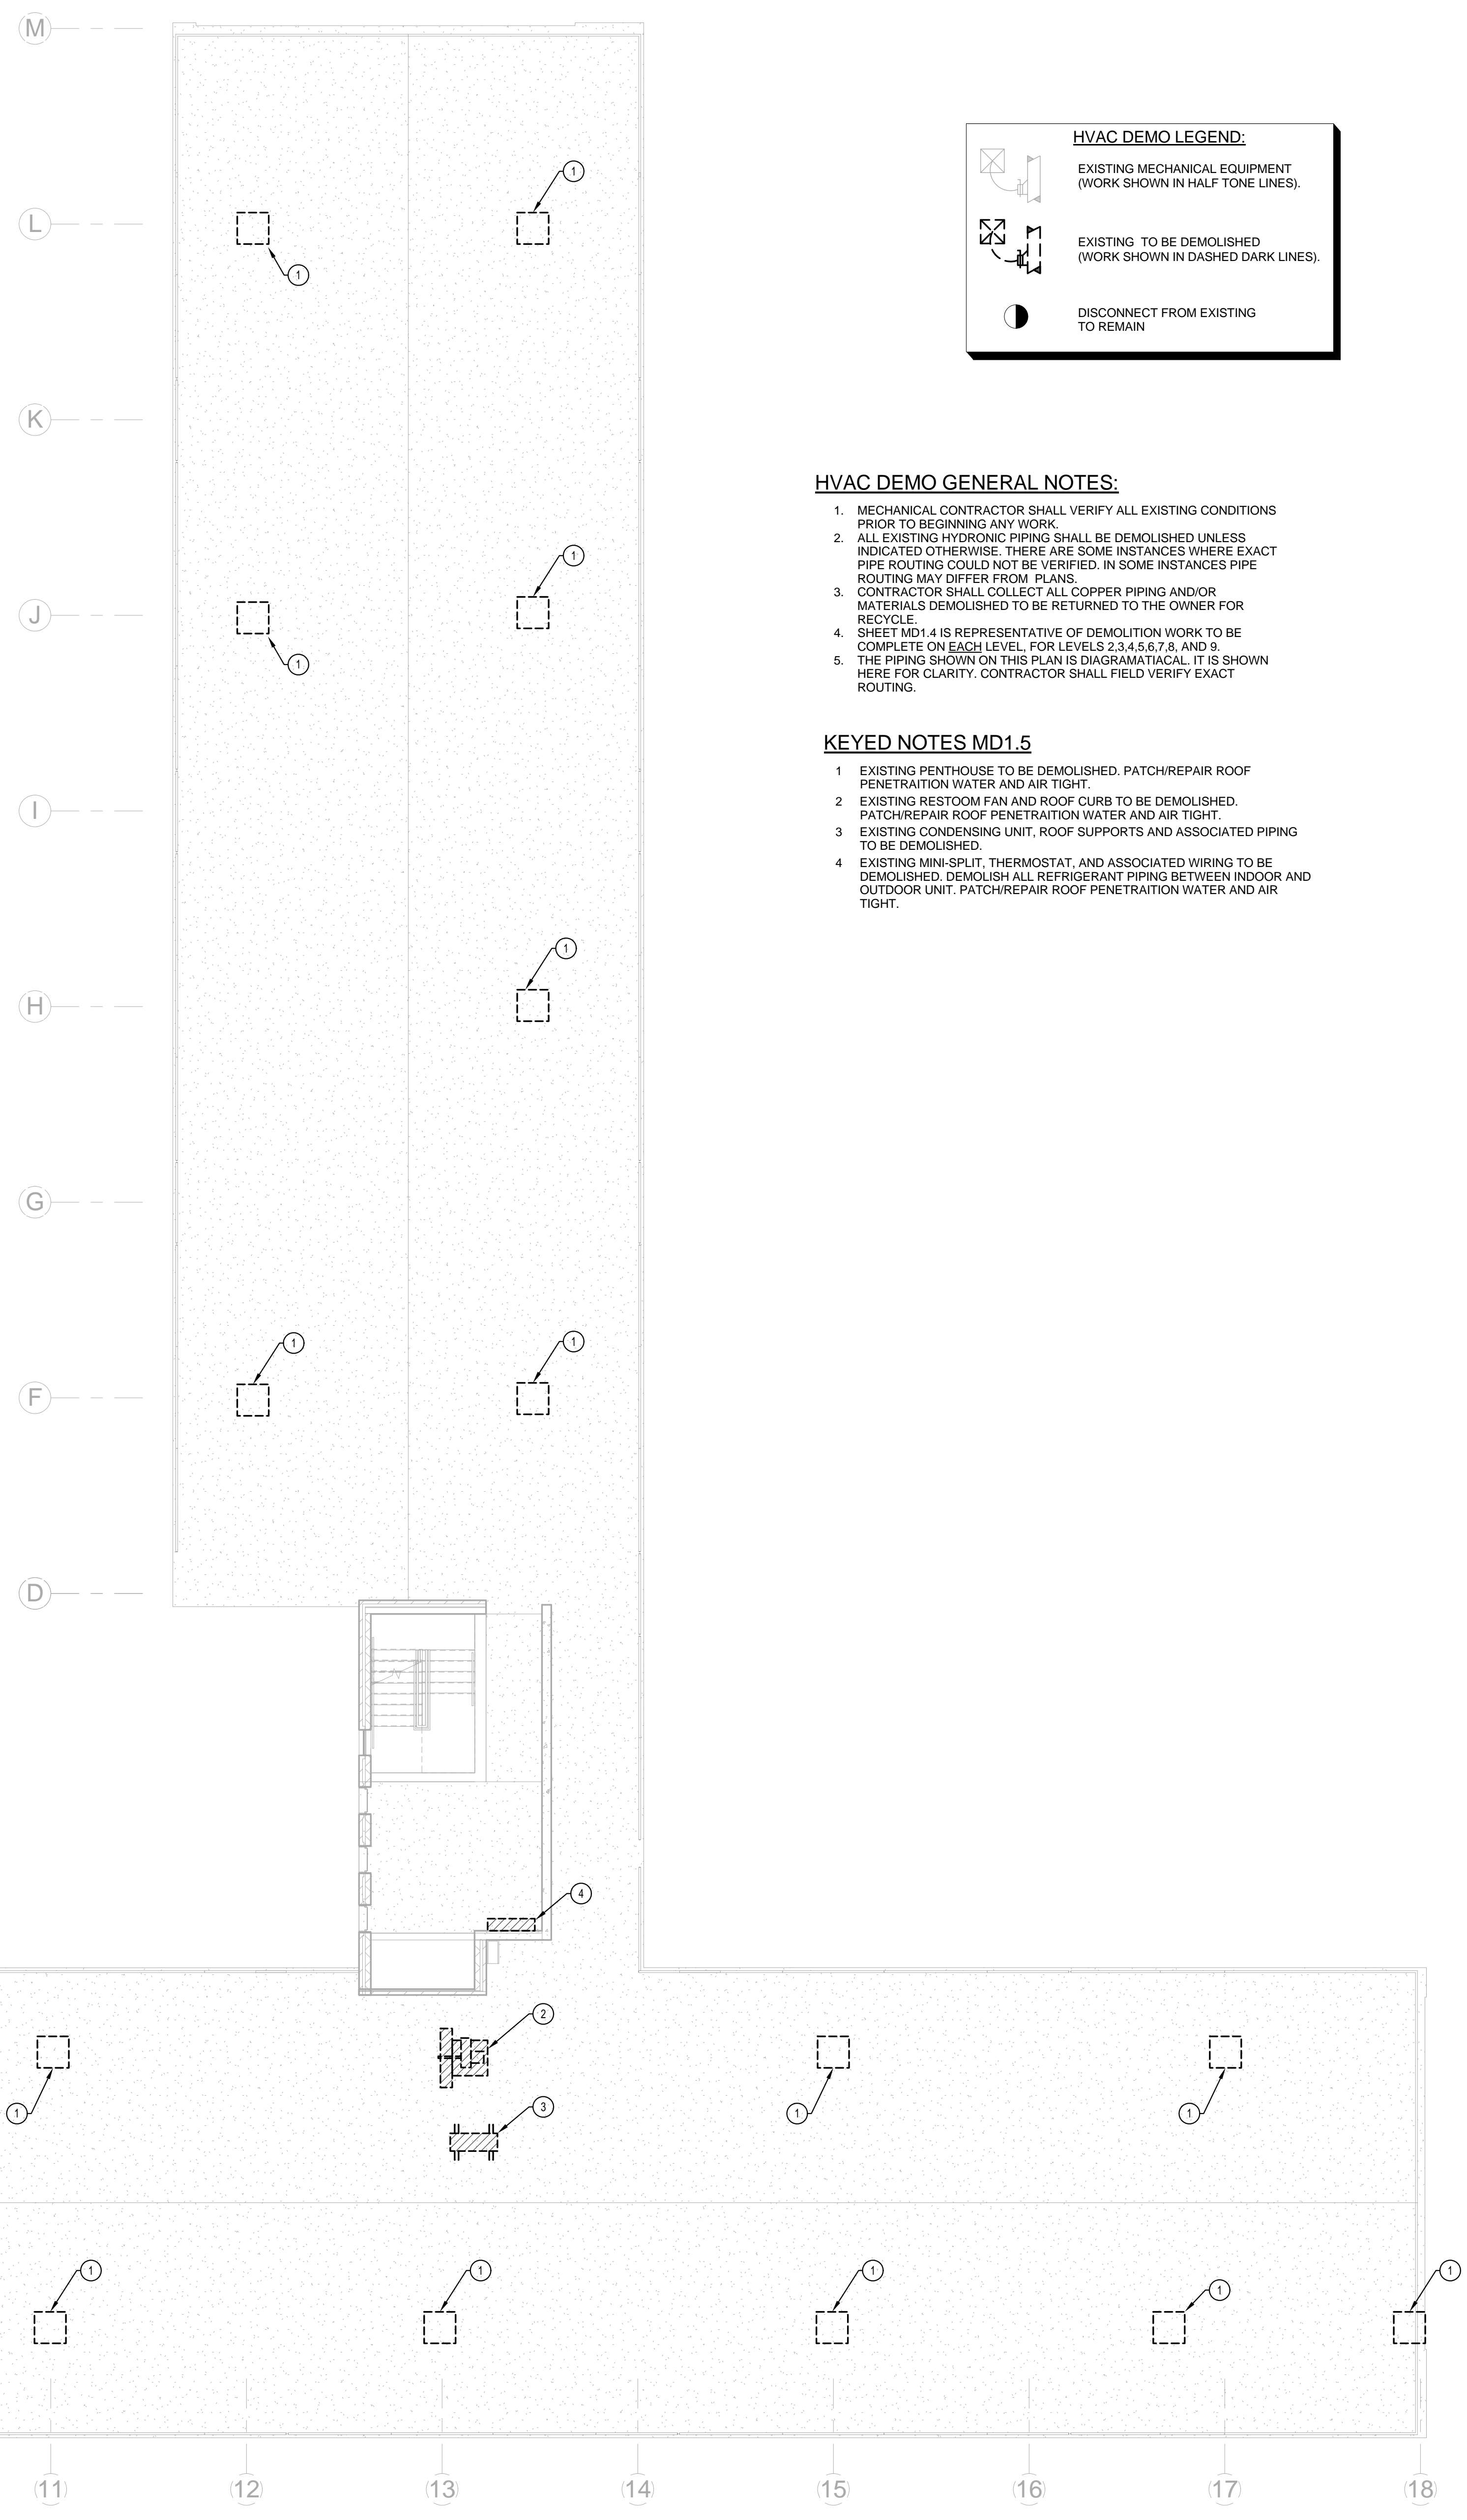 M
1
L
1
K
1
J
1
I
1
H
G
1
1
F
D
4
2
1
1
1
3
1
1
1
1
1
11
12
13
14
15
16
17
18
HVAC DEMO LEGEND:
EXISTING MECHANICAL EQUIPMENT
(WORK SHOWN IN HALF TONE LINES).
EXISTING  TO BE DEMOLISHED
(WORK SHOWN IN DASHED DARK LINES).
DISCONNECT FROM EXISTING
TO REMAIN
HVAC DEMO GENERAL NOTES:
1. MECHANICAL CONTRACTOR SHALL VERIFY ALL EXISTING CONDITIONS
PRIOR TO BEGINNING ANY WORK.
2. ALL EXISTING HYDRONIC PIPING SHALL BE DEMOLISHED UNLESS
INDICATED OTHERWISE. THERE ARE SOME INSTANCES WHERE EXACT
PIPE ROUTING COULD NOT BE VERIFIED. IN SOME INSTANCES PIPE
ROUTING MAY DIFFER FROM  PLANS.
3. CONTRACTOR SHALL COLLECT ALL COPPER PIPING AND/OR
MATERIALS DEMOLISHED TO BE RETURNED TO THE OWNER FOR
RECYCLE.
4. SHEET MD1.4 IS REPRESENTATIVE OF DEMOLITION WORK TO BE
COMPLETE ON EACH LEVEL, FOR LEVELS 2,3,4,5,6,7,8, AND 9.
5. THE PIPING SHOWN ON THIS PLAN IS DIAGRAMATIACAL. IT IS SHOWN
HERE FOR CLARITY. CONTRACTOR SHALL FIELD VERIFY EXACT
ROUTING.
KEYED NOTES MD1.5
1 EXISTING PENTHOUSE TO BE DEMOLISHED. PATCH/REPAIR ROOF
PENETRAITION WATER AND AIR TIGHT.
2 EXISTING RESTOOM FAN AND ROOF CURB TO BE DEMOLISHED.
PATCH/REPAIR ROOF PENETRAITION WATER AND AIR TIGHT.
3 EXISTING CONDENSING UNIT, ROOF SUPPORTS AND ASSOCIATED PIPING
TO BE DEMOLISHED.
4 EXISTING MINI-SPLIT, THERMOSTAT, AND ASSOCIATED WIRING TO BE
DEMOLISHED. DEMOLISH ALL REFRIGERANT PIPING BETWEEN INDOOR AND
OUTDOOR UNIT. PATCH/REPAIR ROOF PENETRAITION WATER AND AIR
TIGHT.